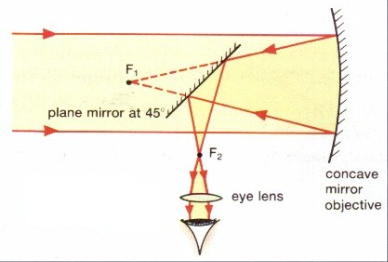 F₁
plane mirror at 45°
F₂
concave
mirror
objective
eye lens